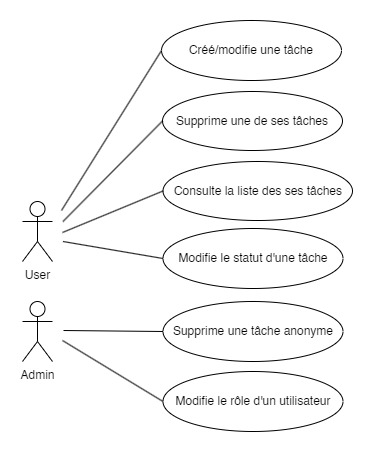 Créé/modifie une tâche
Supprime une de ses tâches
Consulte la liste des ses tâches
User
Modifie le statut d'une tâche
Supprime une tâche anonyme
Admin
Modifie le rôle d'un utilisateur